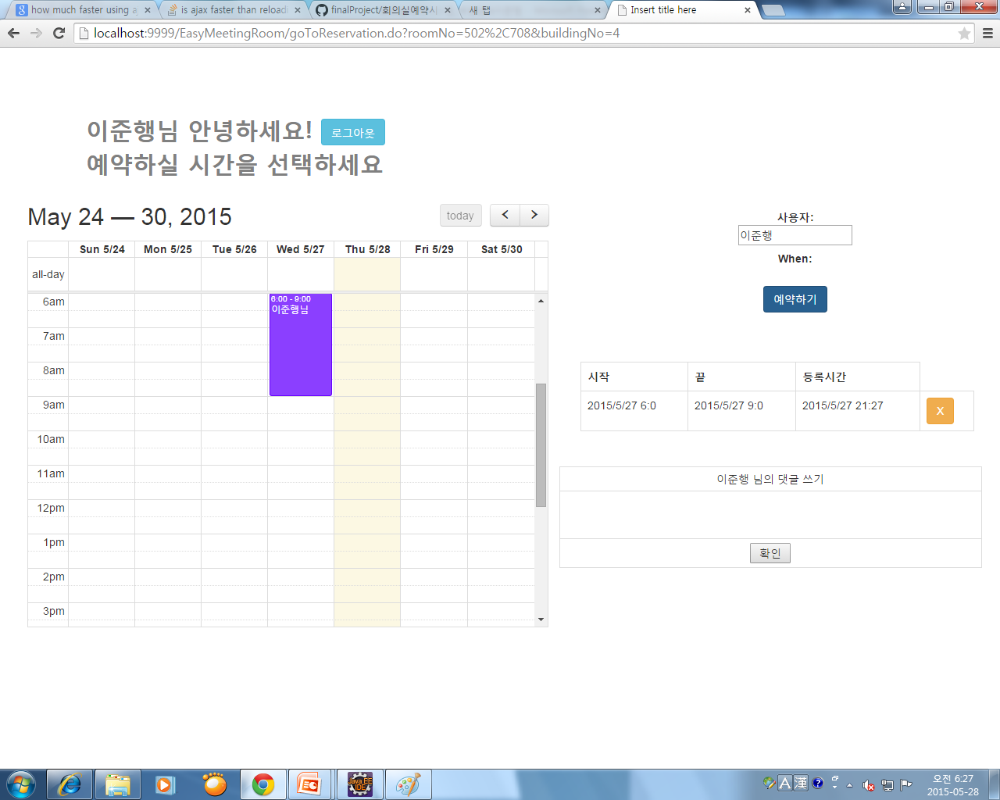 how much faster using a
is ajax faster than reload
finalProject/회의실예약시
새 탭
Insert title here
localhost:9999/EasyMeetingRoom/goToReservation.do?roomNo=502%2C708&buildingNo=4
이준행님 안녕하세요! 로그아웃
예약하실 시간을 선택하세요
May 24 — 30, 2015
today
Sun 5/24 Mon 5/25 Tue 5/26 Wed 5/27 Thu 5/28 Fri 5/29 Sat 5/30
all-day
6am
6:00 - 9:00
이준행님
7am
8am
9am
10am
11am
12pm
1pm
2pm
3pm
사용자:
이준행
When:
예약하기
시작 끝 등록시간
2015/5/27 6:0 2015/5/27 9:0 2015/5/27 21:27 X
이준행 님의 댓글 쓰기
확인
Java EE
IDE
A 漢
오전 6:27
2015-05-28